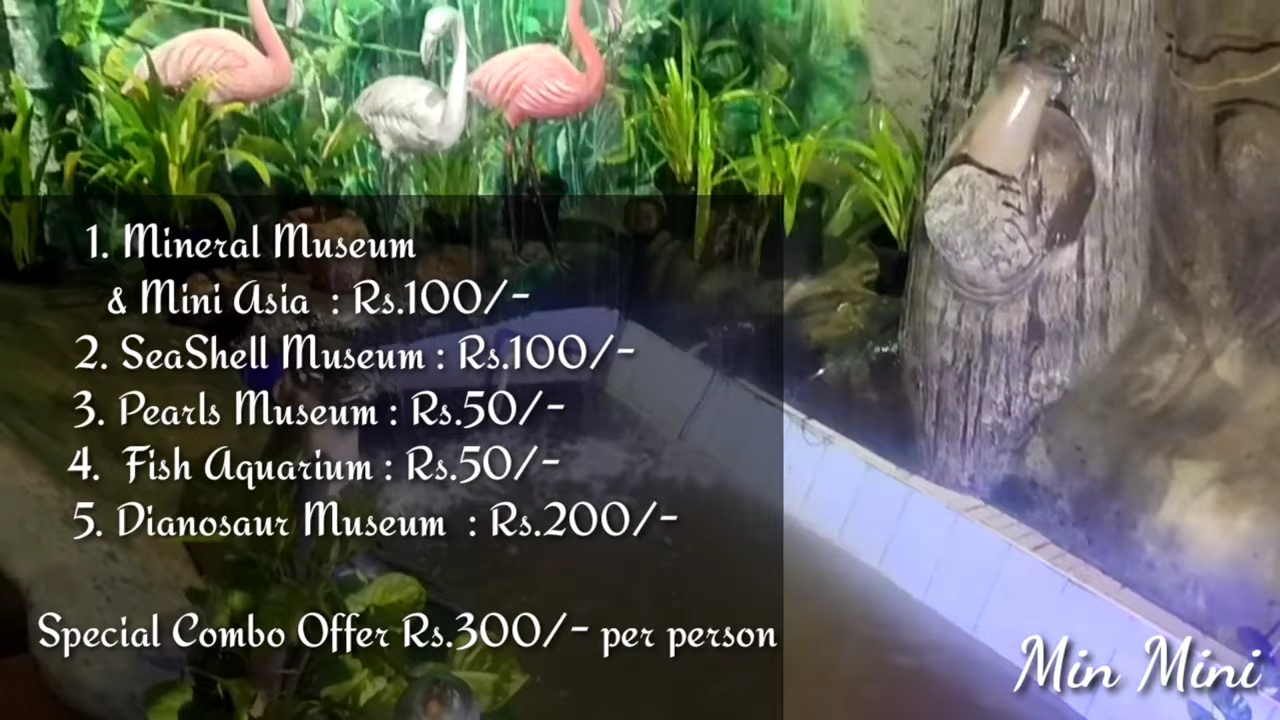 1. Mineral Museum
& Mini Asia : Rs.100/-
2. SeaShell Museum : Rs.100/-
3. Pearls Museum : Rs.50/-
4. Fish Aquarium : Rs.50/-
5. Dianosaur Museum : Rs.200/-
Special Combo Offer Rs.300/- per person
Min Mini